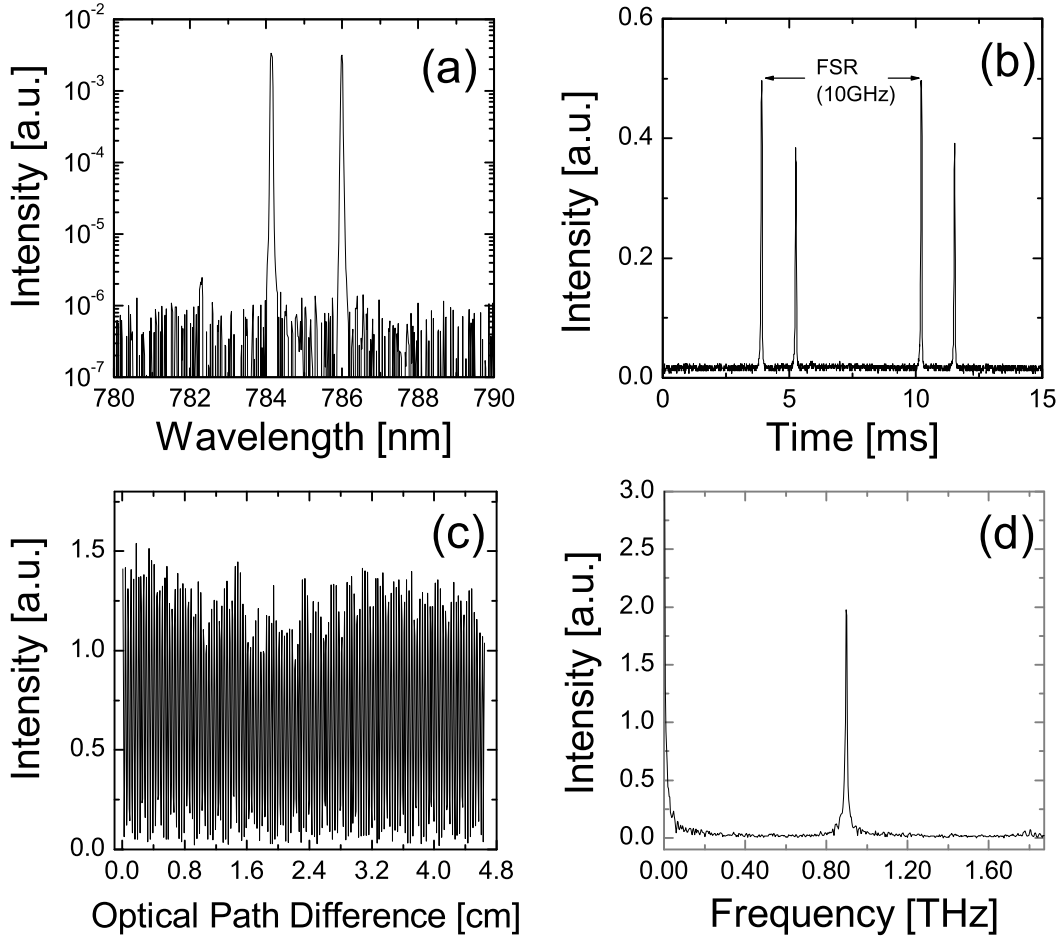 10^-2
10^-3
10^-4
10^-5
10^-6
10^-7
Intensity [a.u.]
(a)
780 782 784 786 788 790
Wavelength [nm]
0.6
0.4
0.2
0.0
Intensity [a.u.]
FSR
(10GHz)
(b)
0 5 10 15
Time [ms]
1.5
1.0
0.5
0.0
Intensity [a.u.]
(c)
0.0 0.8 1.6 2.4 3.2 4.0 4.8
Optical Path Difference [cm]
3.0
2.5
2.0
1.5
1.0
0.5
0.0
Intensity [a.u.]
(d)
0.00 0.40 0.80 1.20 1.60
Frequency [THz]